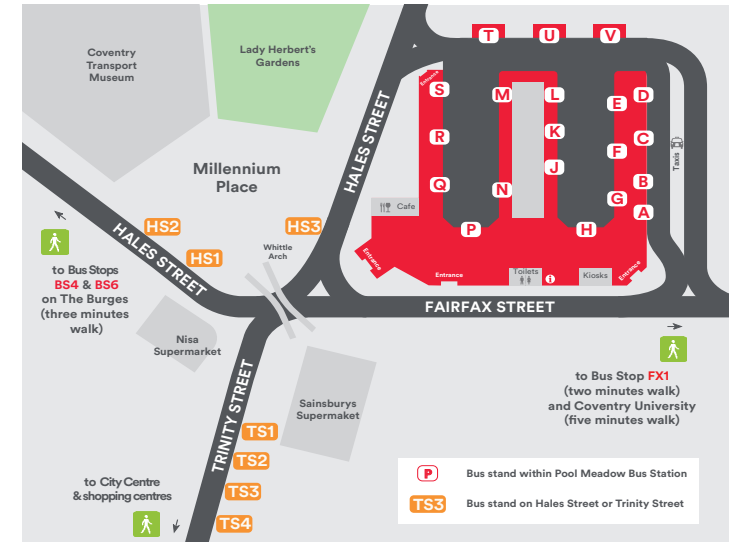 Coventry
Transport
Museum
Lady Herbert's
Gardens
T
U
V
Entrance
S
M
L
E
D
HALES STREET
R
K
F
C
Taxis
Millennium
Place
J
Q
N
B
G
A
Cafe
HS2
HS3
P
H
HALES STREET
HS1
Whittle
Arch
Entrance
to Bus Stops
BS4 & BS6
on The Burges
(three minutes
walk)
Entrance
Toilets
i
Kiosks
Entrance
FAIRFAX STREET
Nisa
Supermarket
to Bus Stop FX1
(two minutes walk)
and Coventry University
(five minutes walk)
TRINITY STREET
Sainsburys
Supermaket
TS1
TS2
TS3
TS4
to City Centre
& shopping centres
P Bus stand within Pool Meadow Bus Station
TS3 Bus stand on Hales Street or Trinity Street